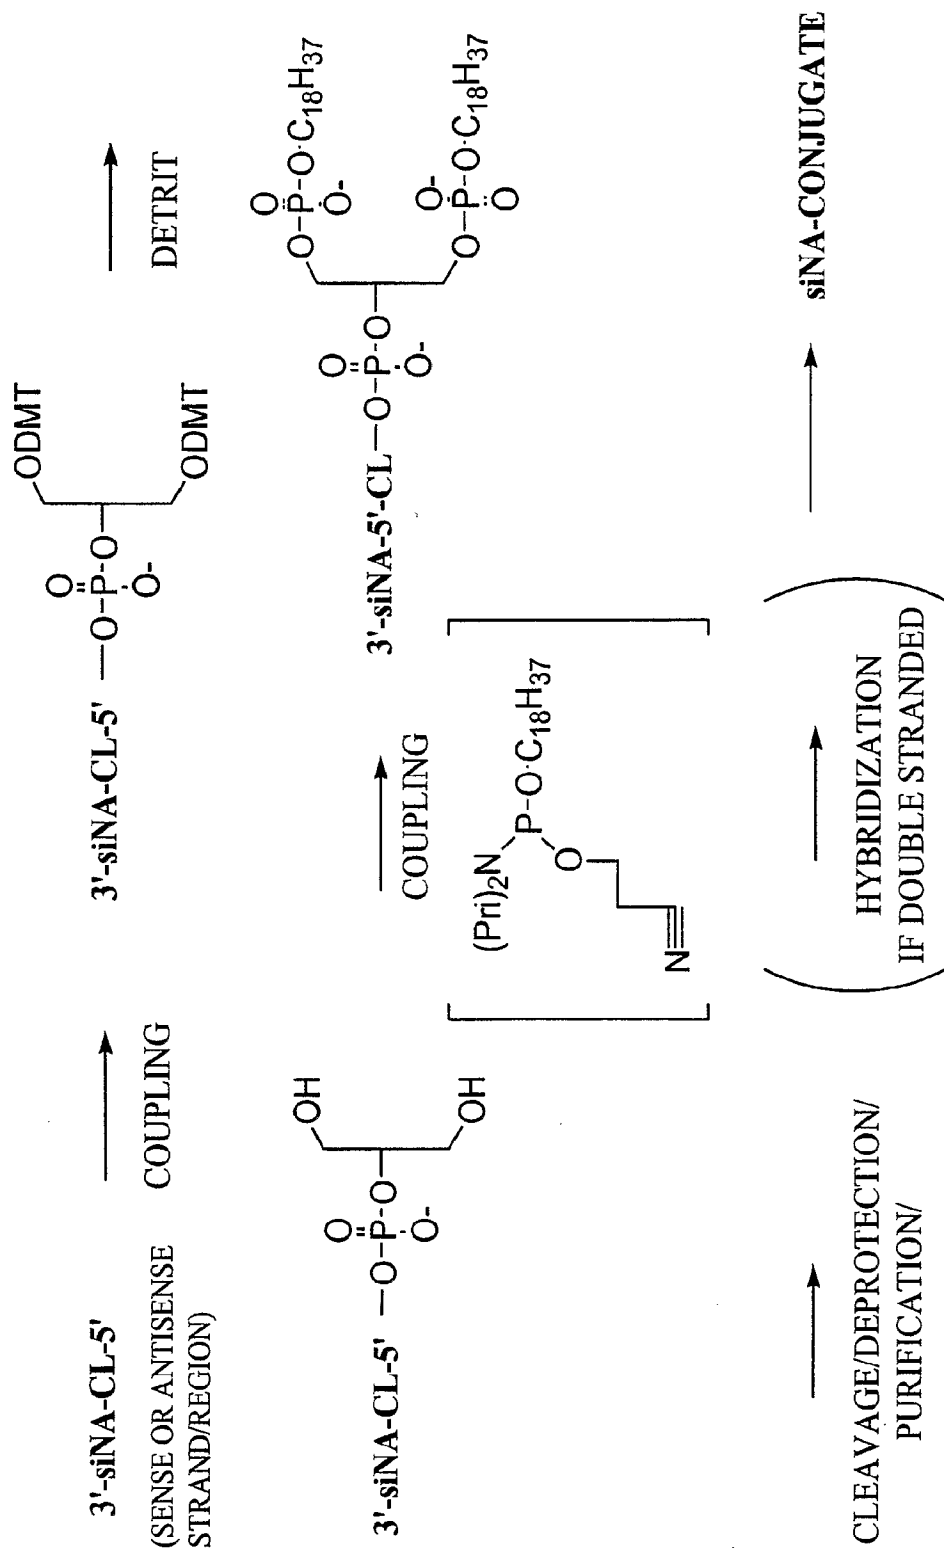 3'-siNA-CL-5'
(SENSE OR ANTISENSE
STRAND/REGION)
COUPLING
3'-siNA-CL-5'
O
O-P-O
O-
ODMT
ODMT
DETRIT
3'-siNA-CL-5'
O
O-P-O
O-
OH
OH
COUPLING
(Pri)2N
P-O·C18H37
O
N
3'-siNA-5'-CL
O
O-P-O
O-
O
O-P-O·C18H37
O-
O-
O-P-O·C18H37
O
CLEAVAGE/DEPROTECTION/
PURIFICATION/
HYBRIDIZATION
IF DOUBLE STRANDED
siNA-CONJUGATE